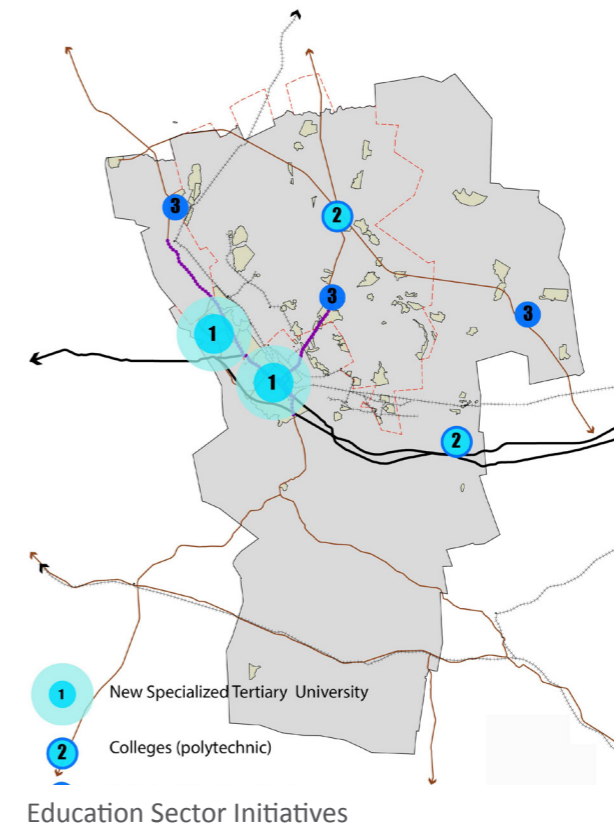 3
2
3
3
1
1
2
1 New Specialized Tertiary University
2 Colleges (polytechnic)
Education Sector Initiatives